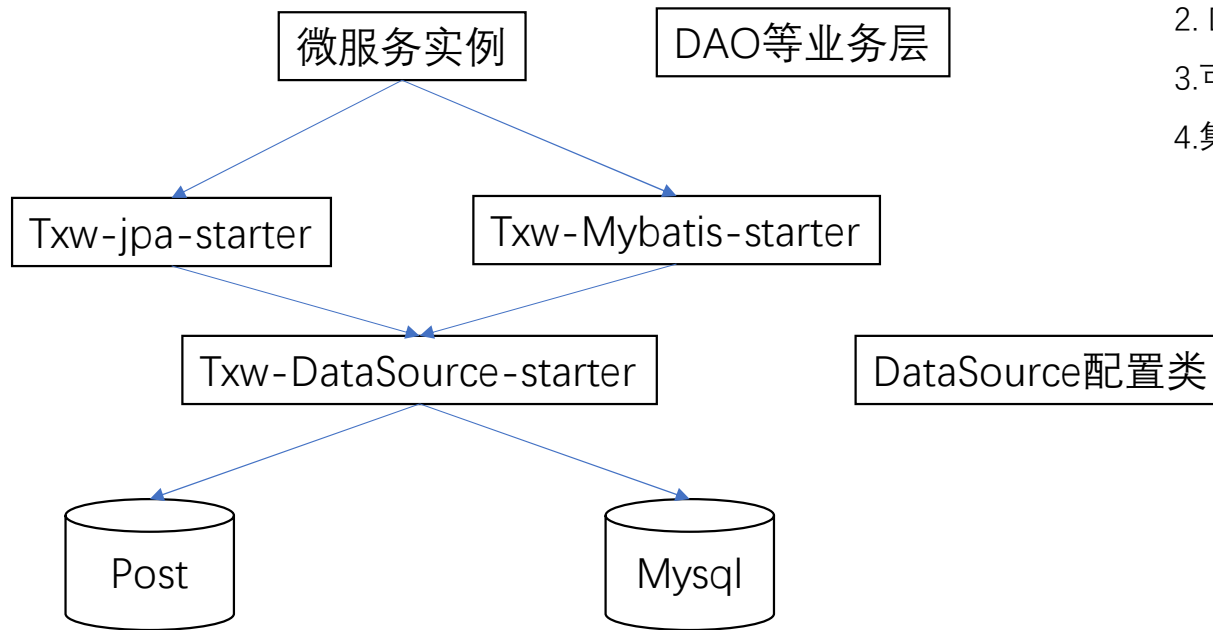 微服务实例
DAO等业务层
2.
3.可
4.集
Txw-jpa-starter
Txw-Mybatis-starter
Txw-DataSource-starter
DataSource配置类
Post
Mysql